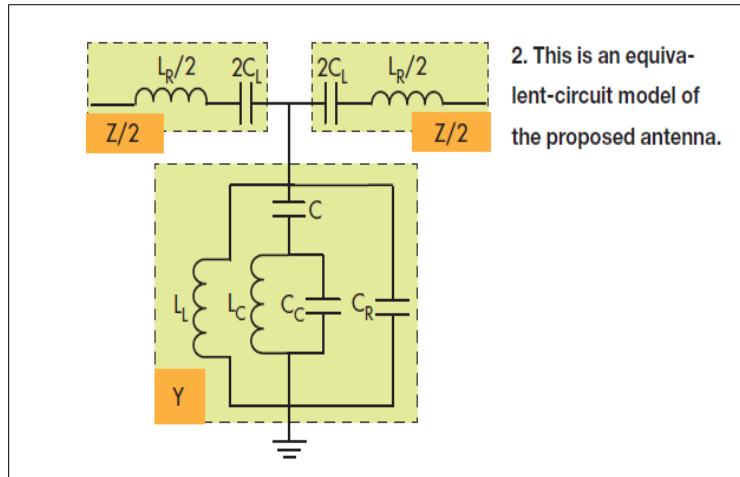 L_R/2 2C_L 2C_L L_R/2
Z/2 Z/2
2. This is an equiva-
lent-circuit model of
the proposed antenna.
C
L_L L_C C_C C_R
Y